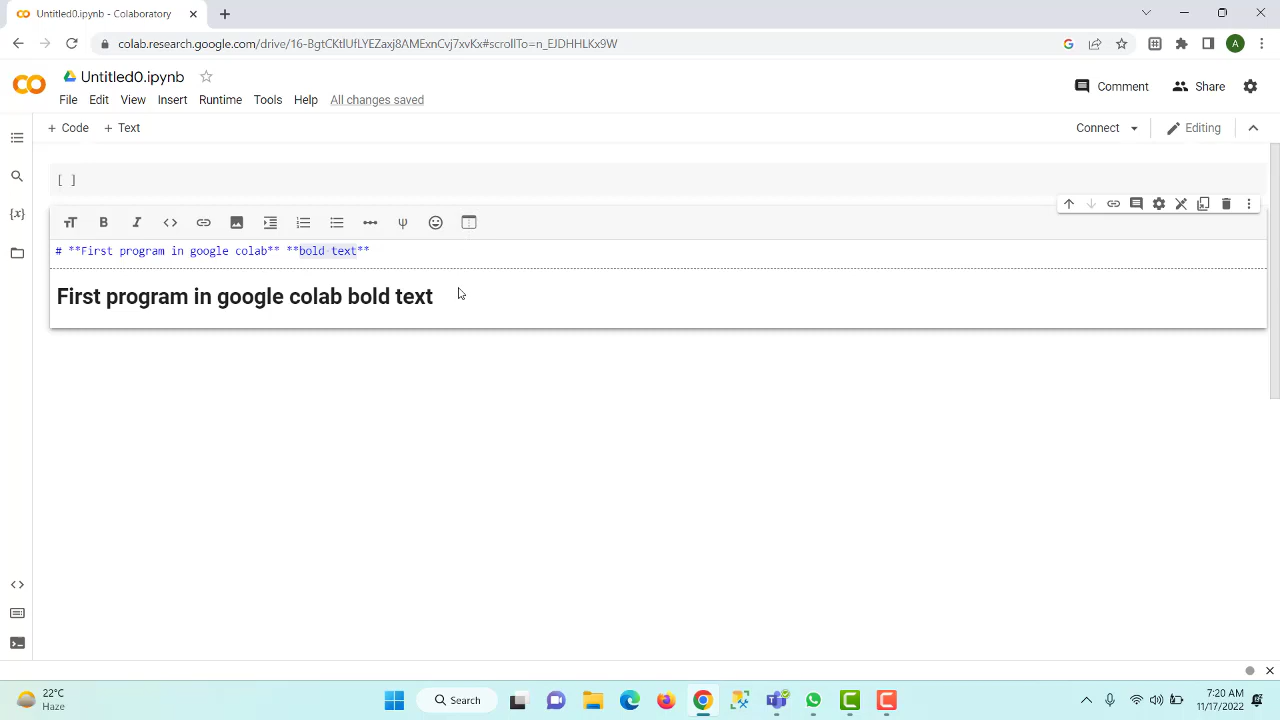 Untitled0.ipynb - Colaboratory
colab.research.google.com/drive/16-BgtCKtIUfLYEZaxj8AMExnCvj7xvKx#scrollTo=n_EJDHHLKx9W
A
Untitled0.ipynb
Comment
Share
File Edit View Insert Runtime Tools Help All changes saved
+ Code + Text
Connect
Editing
{x}
[ ]
# **First program in google colab** **bold text**
First program in google colab bold text
22°C
Haze
Search
7:20 AM
11/17/2022